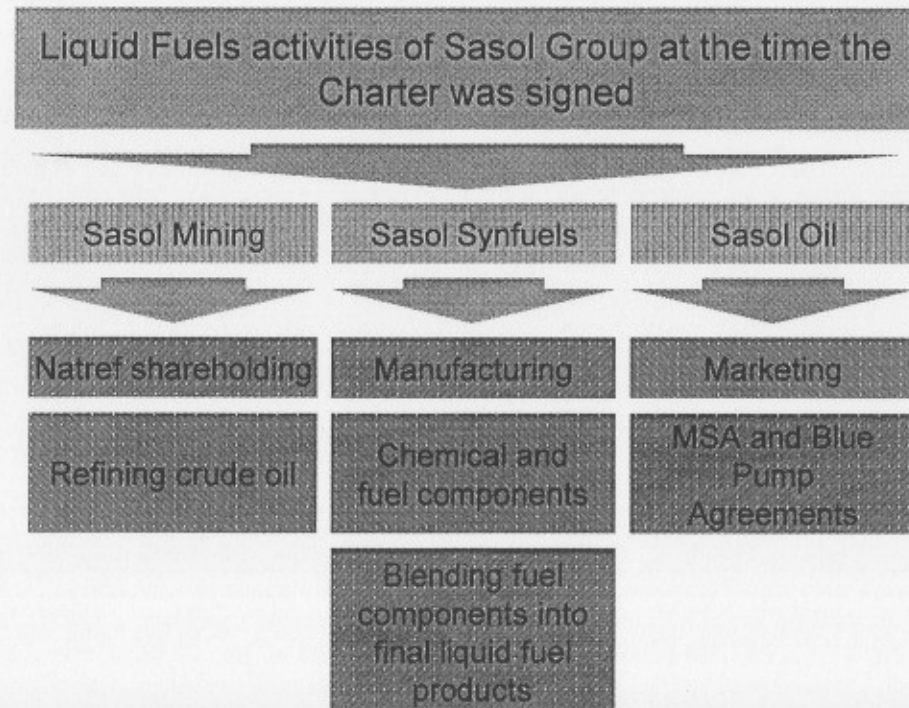 Liquid Fuels activities of Sasol Group at the time the
Charter was signed
Sasol Mining
Sasol Synfuels
Sasol Oil
Natref shareholding
Manufacturing
Marketing
Refining crude oil
Chemical and
fuel components
MSA and Blue
Pump
Agreements
Blending fuel
components into
final liquid fuel
products